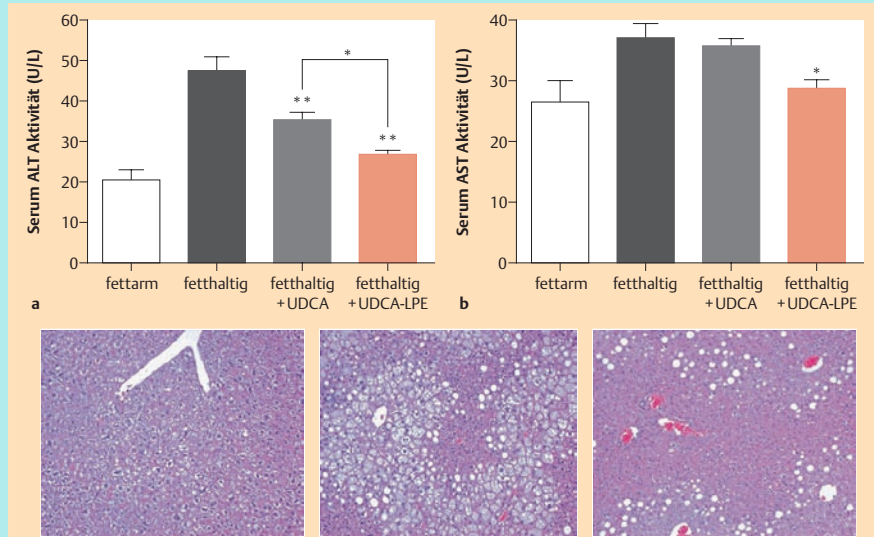 Serum ALT Aktivität (U/L)
60
50
40
30
20
10
0
**
*
**
fettarm
fetthaltig
fetthaltig
+UDCA
fetthaltig
+UDCA-LPE
a
Serum AST Aktivität (U/L)
40
30
20
10
0
*
fettarm
fetthaltig
fetthaltig
+UDCA
fetthaltig
+UDCA-LPE
b